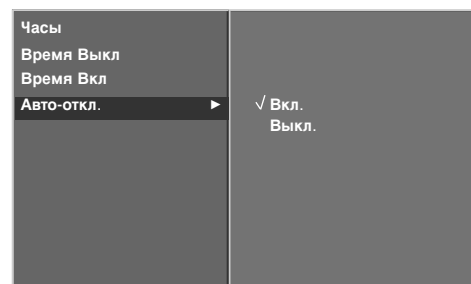 Часы
Время Выкл
Время Вкл
Авто-откл. ►
√ Вкл.
Выкл.